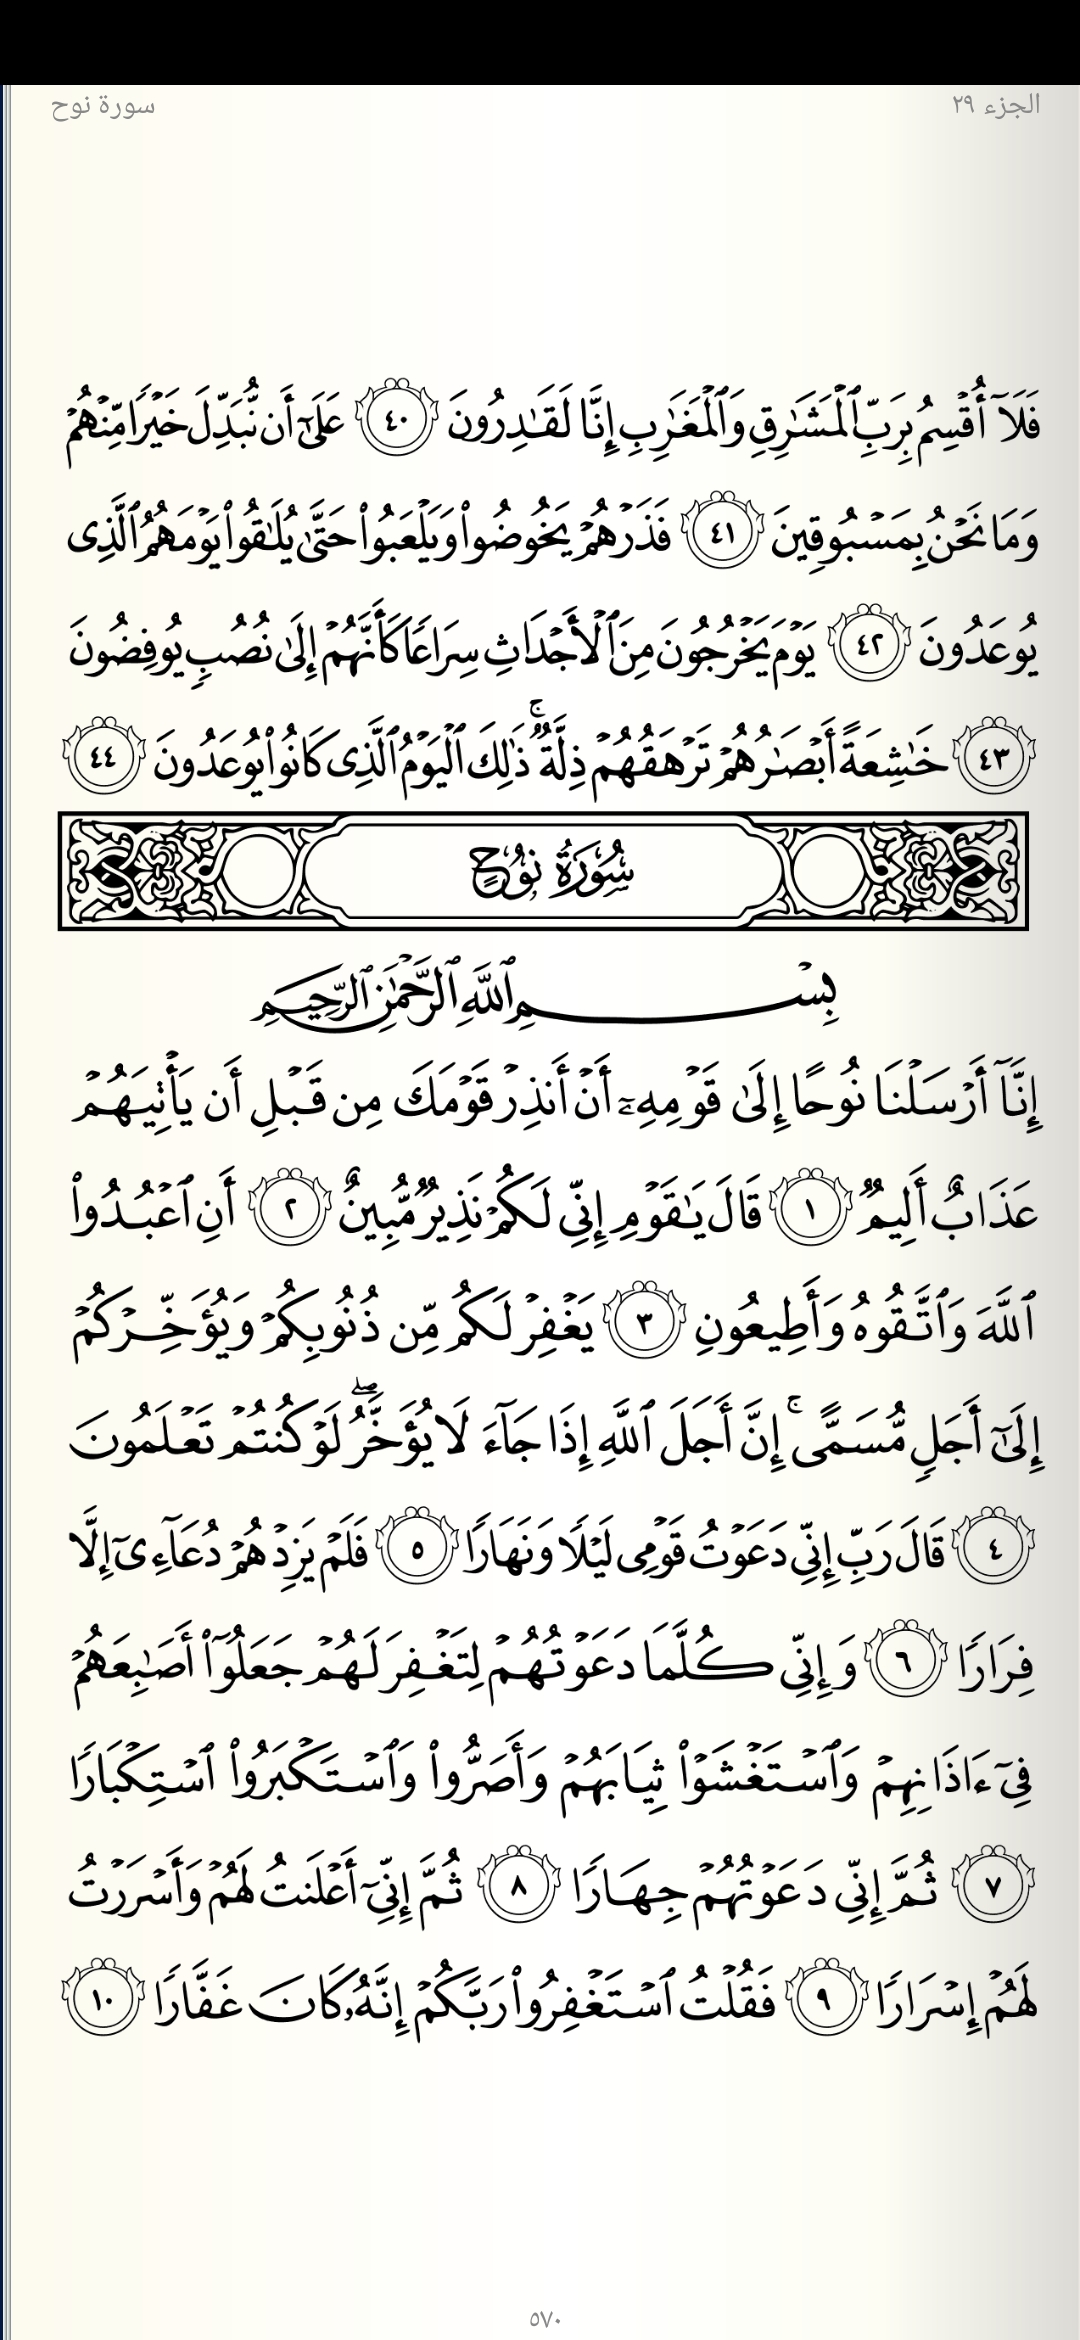 الجزء ٢٩
سورة نوح
فَلَآ أُقۡسِمُ بِرَبِّ ٱلۡمَشَٰرِقِ وَٱلۡمَغَٰرِبِ إِنَّا لَقَٰدِرُونَ ٤٠ عَلَىٰٓ أَن نُّبَدِّلَ خَيۡرٗا مِّنۡهُمۡ
وَمَا نَحۡنُ بِمَسۡبُوقِينَ ٤١ فَذَرۡهُمۡ يَخُوضُواْ وَيَلۡعَبُواْ حَتَّىٰ يُلَٰقُواْ يَوۡمَهُمُ ٱلَّذِي
يُوعَدُونَ ٤٢ يَوۡمَ يَخۡرُجُونَ مِنَ ٱلۡأَجۡدَاثِ سِرَاعٗا كَأَنَّهُمۡ إِلَىٰ نُصُبٖ يُوفِضُونَ
٤٣ خَٰشِعَةً أَبۡصَٰرُهُمۡ تَرۡهَقُهُمۡ ذِلَّةٞۚ ذَٰلِكَ ٱلۡيَوۡمُ ٱلَّذِي كَانُواْ يُوعَدُونَ ٤٤
سُورَةُ نُوحٍ
بِسۡمِ ٱللَّهِ ٱلرَّحۡمَٰنِ ٱلرَّحِيمِ
إِنَّآ أَرۡسَلۡنَا نُوحًا إِلَىٰ قَوۡمِهِۦٓ أَنۡ أَنذِرۡ قَوۡمَكَ مِن قَبۡلِ أَن يَأۡتِيَهُمۡ
عَذَابٌ أَلِيمٞ ١ قَالَ يَٰقَوۡمِ إِنِّي لَكُمۡ نَذِيرٞ مُّبِينٌ ٢ أَنِ ٱعۡبُدُواْ
ٱللَّهَ وَٱتَّقُوهُ وَأَطِيعُونِ ٣ يَغۡفِرۡ لَكُم مِّن ذُنُوبِكُمۡ وَيُؤَخِّرۡكُمۡ
إِلَىٰٓ أَجَلٖ مُّسَمًّىۚ إِنَّ أَجَلَ ٱللَّهِ إِذَا جَآءَ لَا يُؤَخَّرُۖ لَوۡ كُنتُمۡ تَعۡلَمُونَ
٤ قَالَ رَبِّ إِنِّي دَعَوۡتُ قَوۡمِي لَيۡلٗا وَنَهَارٗا ٥ فَلَمۡ يَزِدۡهُمۡ دُعَآءِيٓ إِلَّا
فِرَارٗا ٦ وَإِنِّي كُلَّمَا دَعَوۡتُهُمۡ لِتَغۡفِرَ لَهُمۡ جَعَلُوٓاْ أَصَٰبِعَهُمۡ
فِيٓ ءَاذَانِهِمۡ وَٱسۡتَغۡشَوۡاْ ثِيَابَهُمۡ وَأَصَرُّواْ وَٱسۡتَكۡبَرُواْ ٱسۡتِكۡبَارٗا
٧ ثُمَّ إِنِّي دَعَوۡتُهُمۡ جِهَارٗا ٨ ثُمَّ إِنِّيٓ أَعۡلَنتُ لَهُمۡ وَأَسۡرَرۡتُ
لَهُمۡ إِسۡرَارٗا ٩ فَقُلۡتُ ٱسۡتَغۡفِرُواْ رَبَّكُمۡ إِنَّهُۥ كَانَ غَفَّارٗا ١٠
٥٧٠